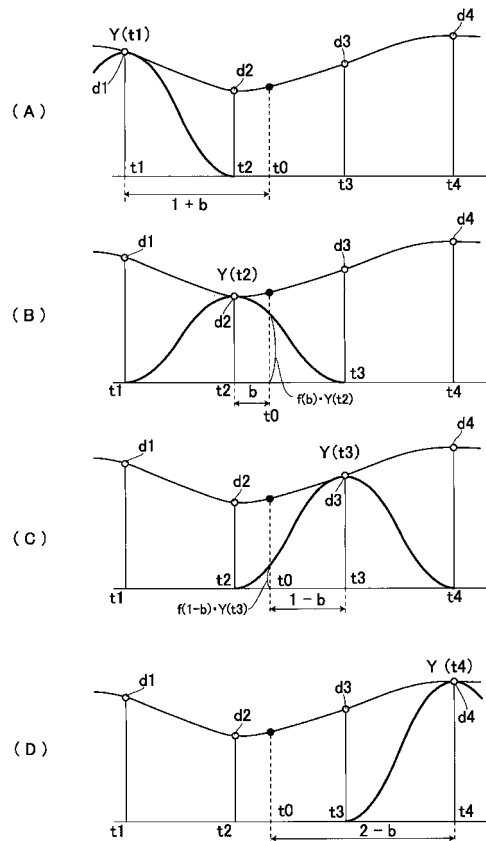 Y(t1)
d1
d2
d3
d4
(A)
t1
t2
t0
t3
t4
1 + b
d1
Y(t2)
d2
d3
d4
(B)
t1
t2
b
t0
f(b)・Y(t2)
t3
t4
d1
d2
Y(t3)
d3
d4
(C)
t1
t2
t0
t3
t4
f(1-b)・Y(t3)
1 - b
d1
d2
d3
Y (t4)
d4
(D)
t1
t2
t0
t3
t4
2 - b